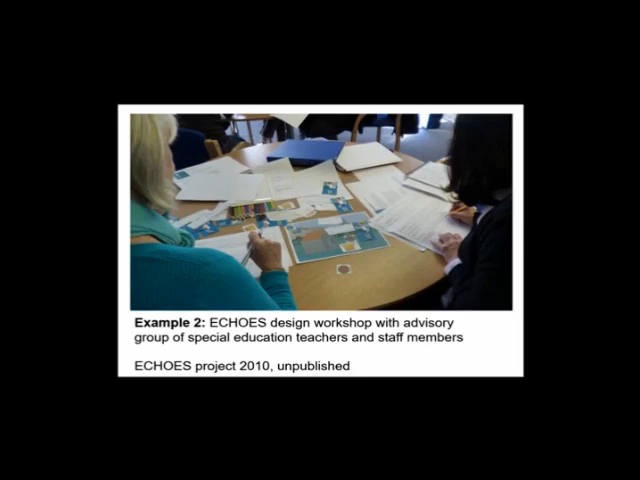 Example 2: ECHOES design workshop with advisory
group of special education teachers and staff members
ECHOES project 2010, unpublished